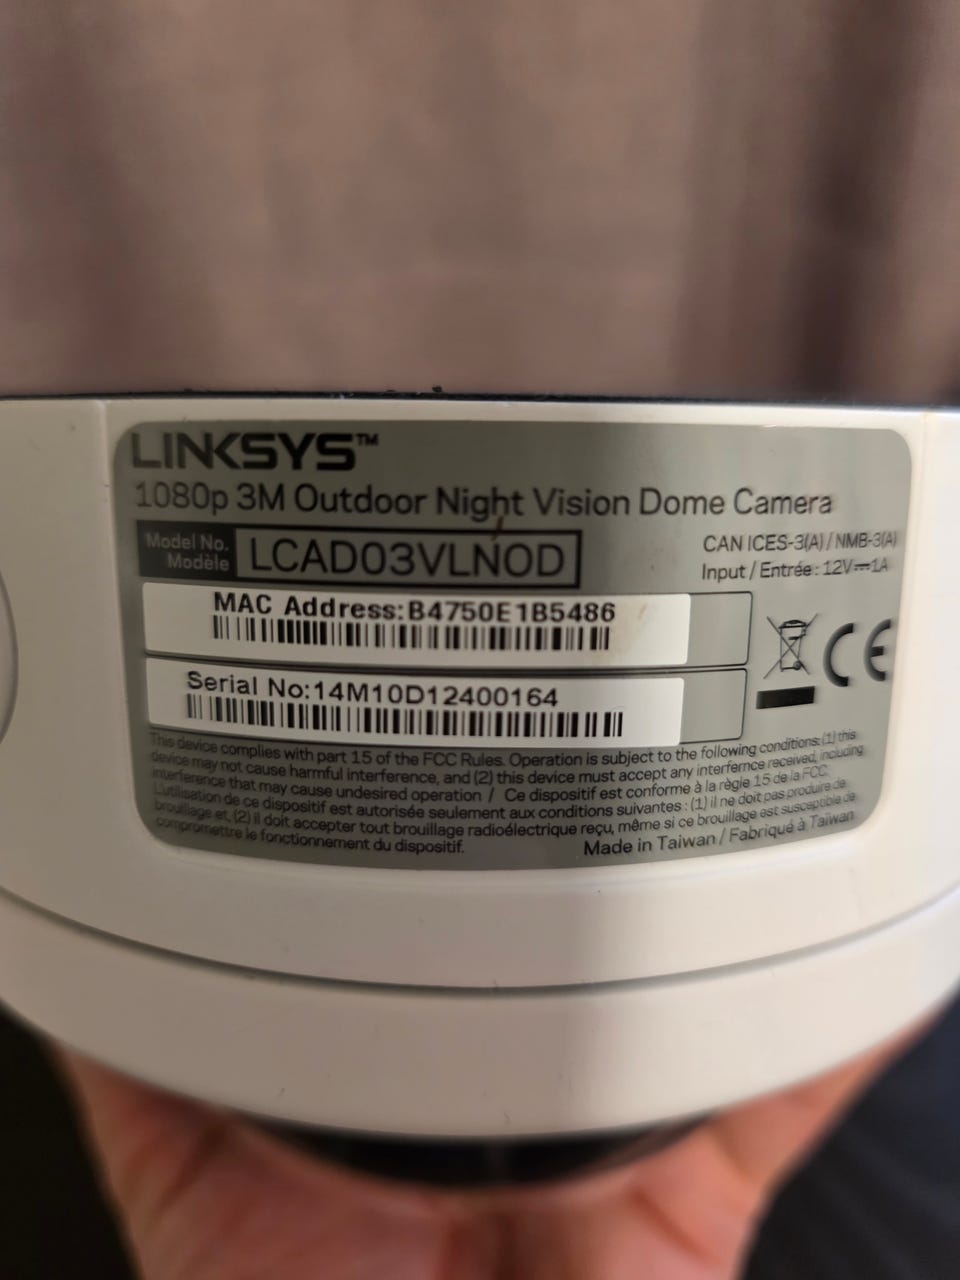 LINKSYS™
1080p 3M Outdoor Night Vision Dome Camera
Model No.
Modèle
LCAD03VLNOD
CAN ICES-3(A) / NMB-3(A)
Input / Entrée : 12V⎓1A
MAC Address:B4750E1B5486
CE
Serial No:14M10D12400164
This device complies with part 15 of the FCC Rules. Operation is subject to the following conditions: (1) this
device may not cause harmful interference, and (2) this device must accept any interfernce received, including
interference that may cause undesired operation / Ce dispositif est conforme à la règle 15 de la FCC.
L'utilisation de ce dispositif est autorisée seulement aux conditions suivantes : (1) il ne doit pas produire de
brouillage et, (2) il doit accepter tout brouillage radioélectrique reçu, même si ce brouillage est susceptible de
compromettre le fonctionnement du dispositif.
Made in Taiwan / Fabriqué à Taïwan